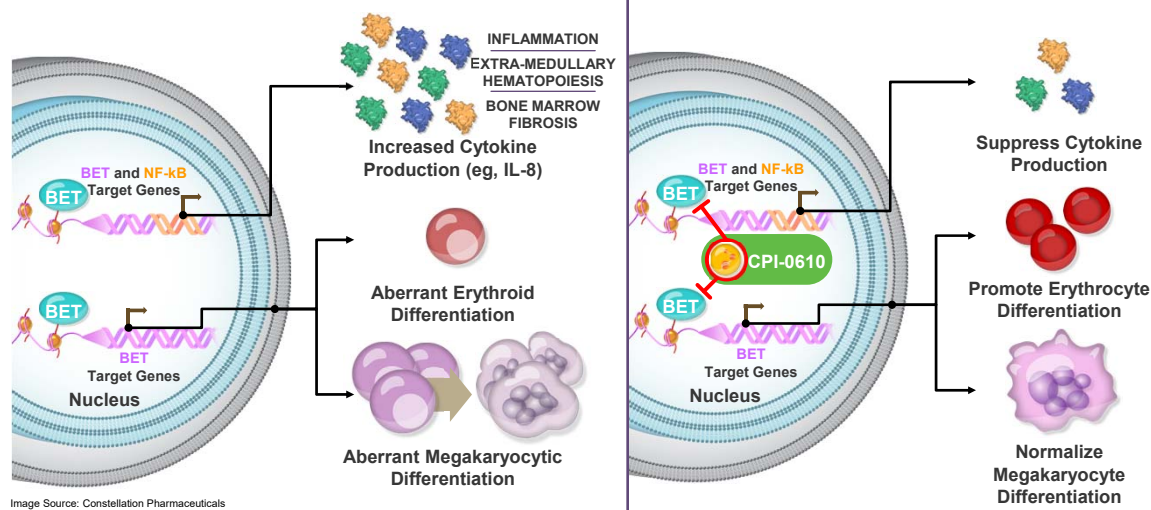 INFLAMMATION
EXTRA-MEDULLARY
HEMATOPOIESIS
BONE MARROW
FIBROSIS
Increased Cytokine
Production (eg, IL-8)
BET and NF-kB
Target Genes
BET
Aberrant Erythroid
Differentiation
BET
BET
Target Genes
Nucleus
Aberrant Megakaryocytic
Differentiation
Image Source: Constellation Pharmaceuticals
Suppress Cytokine
Production
BET and NF-kB
Target Genes
BET
CPI-0610
Promote Erythrocyte
Differentiation
BET
BET
Target Genes
Nucleus
Normalize
Megakaryocyte
Differentiation